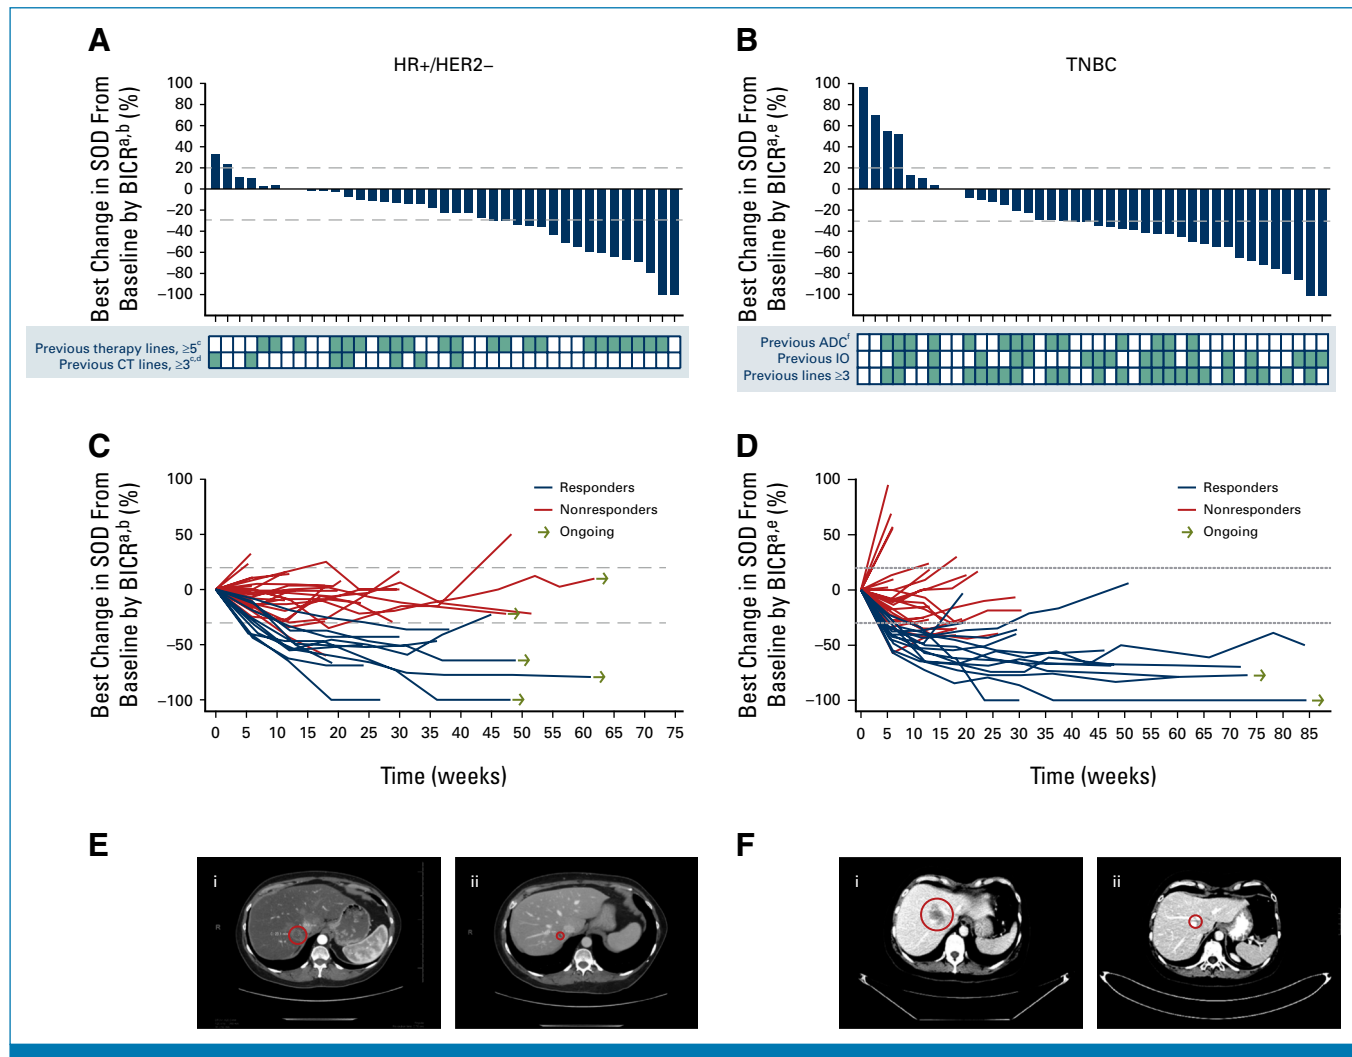 A
HR+/HER2–
Best Change in SOD From
Baseline by BICRa,b (%)
100
80
60
40
20
0
–20
–40
–60
–80
–100
Previous therapy lines, ≥5c
Previous CT lines, ≥3c,d
B
TNBC
Best Change in SOD From
Baseline by BICRa,e (%)
100
80
60
40
20
0
–20
–40
–60
–80
–100
Previous ADCf
Previous IO
Previous lines ≥3
C
Best Change in SOD From
Baseline by BICRa,b (%)
100
50
0
–50
–100
Responders
Nonresponders
Ongoing
0 5 10 15 20 25 30 35 40 45 50 55 60 65 70 75
Time (weeks)
D
Best Change in SOD From
Baseline by BICRa,e (%)
100
50
0
–50
–100
Responders
Nonresponders
Ongoing
0 5 10 15 20 25 30 35 40 45 50 55 60 65 70 75 80 85
Time (weeks)
E
i
R
ii
R
F
i
ii